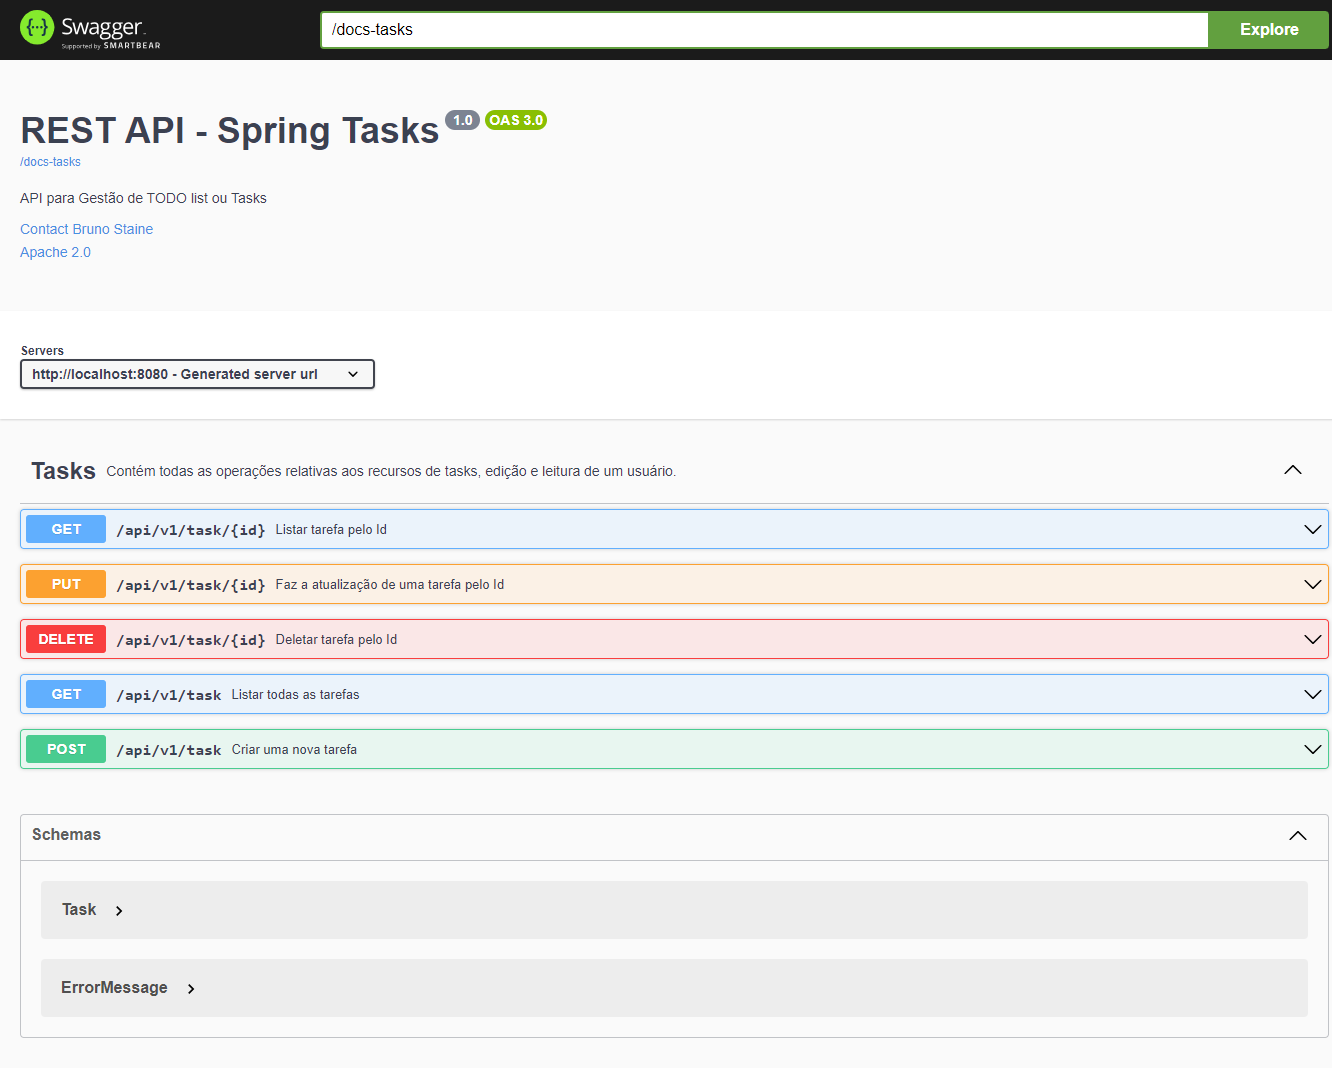 Swagger
Supported by SMARTBEAR
/docs-tasks
Explore
REST API - Spring Tasks 1.0 OAS 3.0
/docs-tasks
API para Gestão de TODO list ou Tasks
Contact Bruno Staine
Apache 2.0
Servers
http://localhost:8080 - Generated server url
Tasks Contém todas as operações relativas aos recursos de tasks, edição e leitura de um usuário.
GET /api/v1/task/{id} Listar tarefa pelo Id
PUT /api/v1/task/{id} Faz a atualização de uma tarefa pelo Id
DELETE /api/v1/task/{id} Deletar tarefa pelo Id
GET /api/v1/task Listar todas as tarefas
POST /api/v1/task Criar uma nova tarefa
Schemas
Task
ErrorMessage